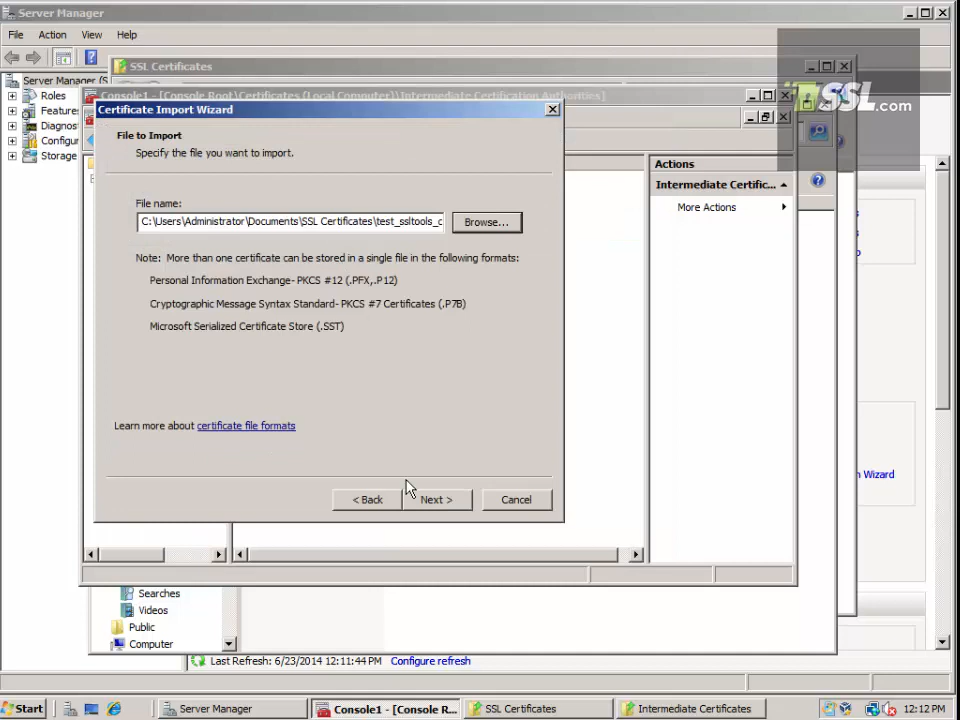 Server Manager
File Action View Help
SSL Certificates
Server Manager (S
Roles
Console1 - [Console Root\Certificates (Local Computer)\Intermediate Certification Authorities]
SSL.com
Features
Certificate Import Wizard
Diagnos
Configur
Storage
File to Import
Specify the file you want to import.
Actions
Intermediate Certific...
More Actions
File name:
C:\Users\Administrator\Documents\SSL Certificates\test_ssltools_c
Browse...
Note: More than one certificate can be stored in a single file in the following formats:
Personal Information Exchange- PKCS #12 (.PFX,.P12)
Cryptographic Message Syntax Standard- PKCS #7 Certificates (.P7B)
Microsoft Serialized Certificate Store (.SST)
Learn more about certificate file formats
n Wizard
< Back
Next >
Cancel
Searches
Videos
Public
Computer
Last Refresh: 6/23/2014 12:11:44 PM Configure refresh
Start
Server Manager
Console1 - [Console R...
SSL Certificates
Intermediate Certificates
12:12 PM